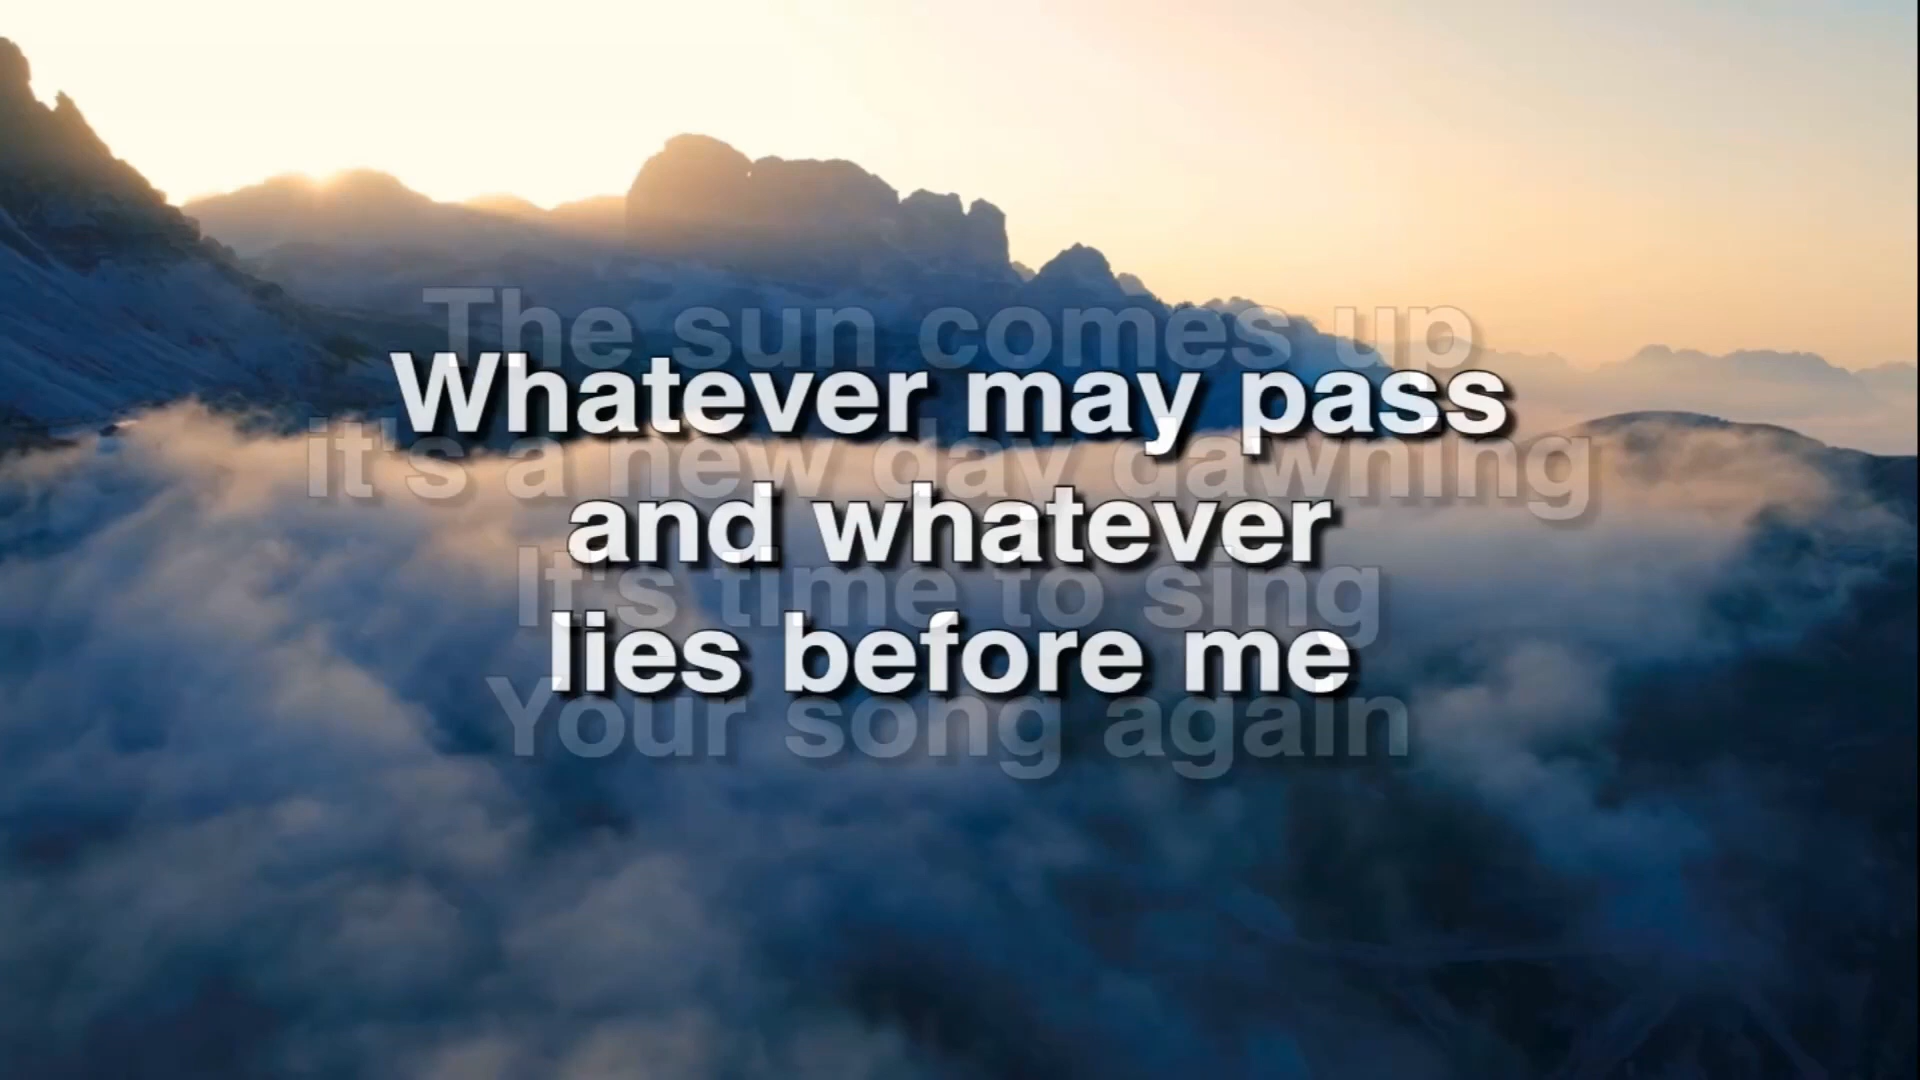 The sun comes up
Whatever may pass
it's a new day dawning
and whatever
It's time to sing
lies before me
Your song again